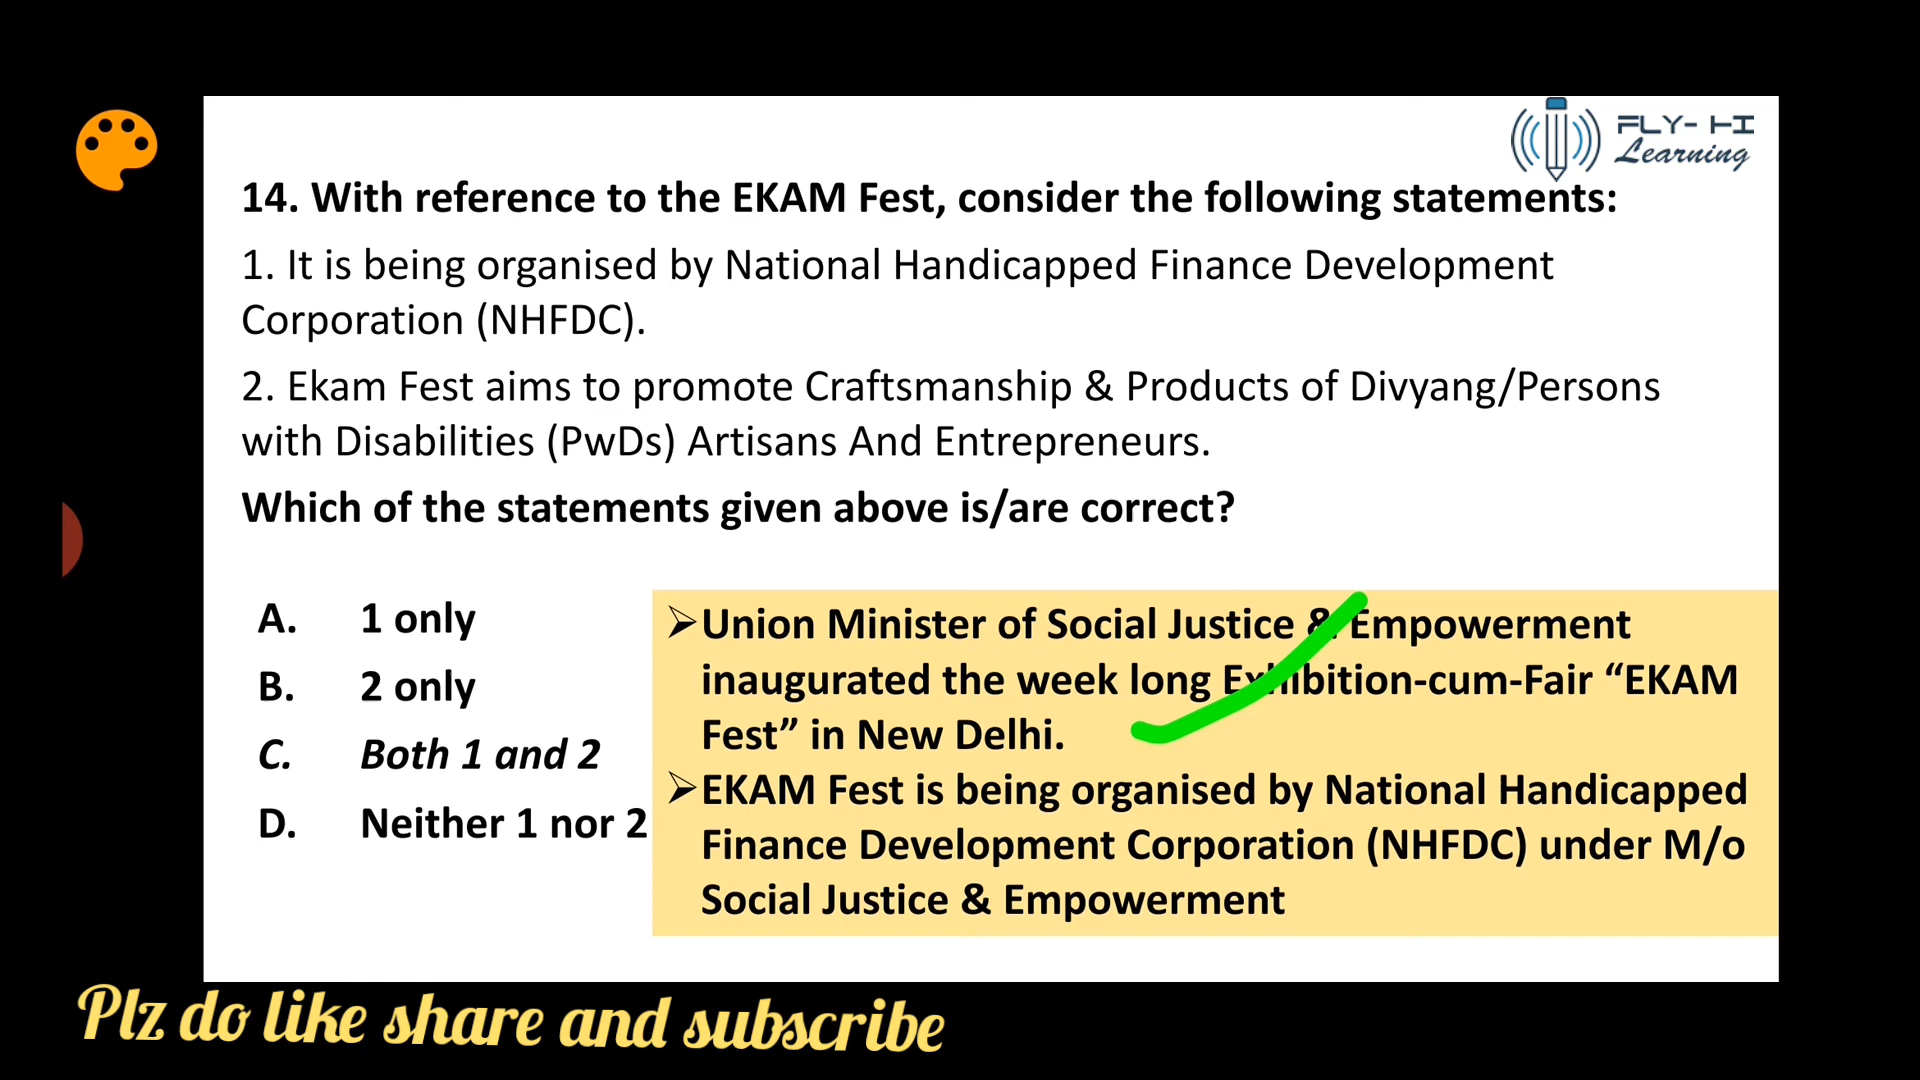 FLY-HI
Learning
14. With reference to the EKAM Fest, consider the following statements:
1. It is being organised by National Handicapped Finance Development
Corporation (NHFDC).
2. Ekam Fest aims to promote Craftsmanship & Products of Divyang/Persons
with Disabilities (PwDs) Artisans And Entrepreneurs.
Which of the statements given above is/are correct?
A. 1 only
B. 2 only
C. Both 1 and 2
D. Neither 1 nor 2
➢Union Minister of Social Justice & Empowerment
inaugurated the week long Exhibition-cum-Fair “EKAM
Fest” in New Delhi.
➢EKAM Fest is being organised by National Handicapped
Finance Development Corporation (NHFDC) under M/o
Social Justice & Empowerment
Plz do like share and subscribe